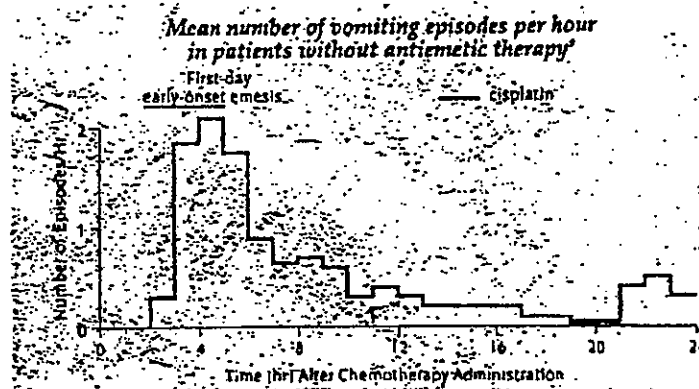 Mean number of vomiting episodes per hour
in patients without antiemetic therapy
First-day
early-onset emesis
cisplatin
Number of Episodes/Hr
2
1
0
0 4 8 12 16 20
Time (hr) After Chemotherapy Administration